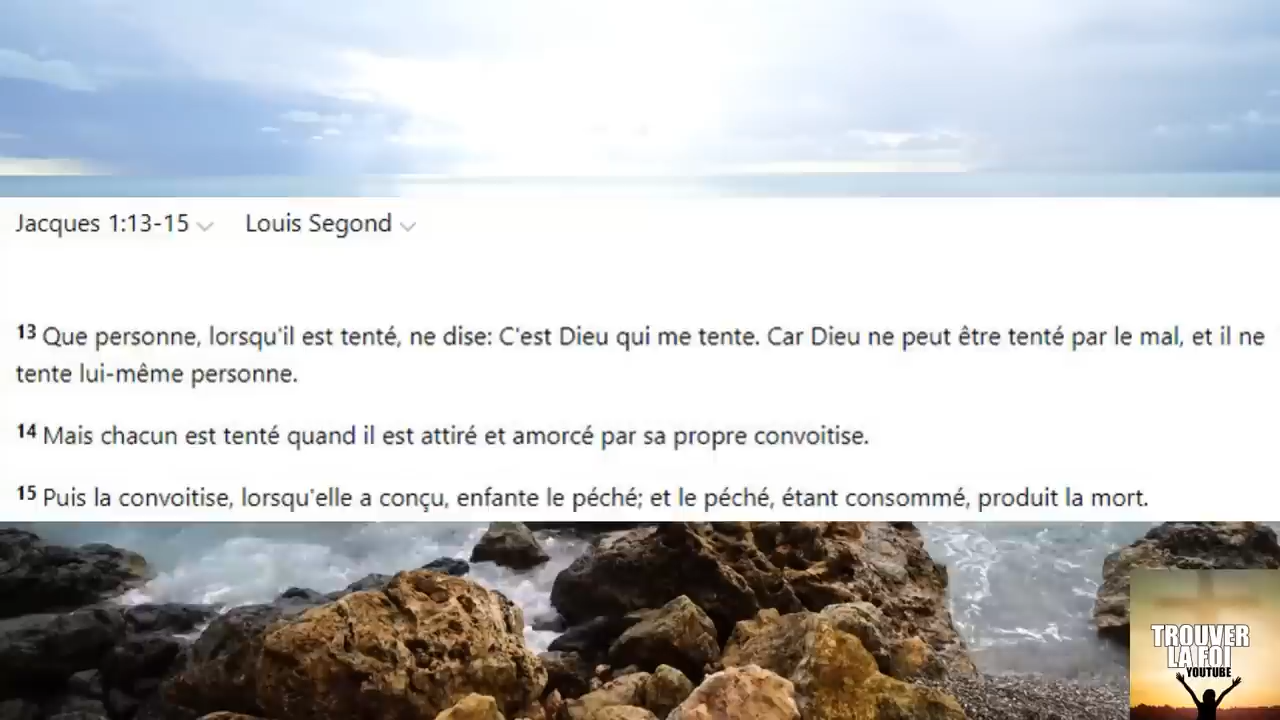 Jacques 1:13-15 Louis Segond
13 Que personne, lorsqu'il est tenté, ne dise: C'est Dieu qui me tente. Car Dieu ne peut être tenté par le mal, et il ne
tente lui-même personne.
14 Mais chacun est tenté quand il est attiré et amorcé par sa propre convoitise.
15 Puis la convoitise, lorsqu'elle a conçu, enfante le péché; et le péché, étant consommé, produit la mort.
TROUVER
LA FOI
YOUTUBE